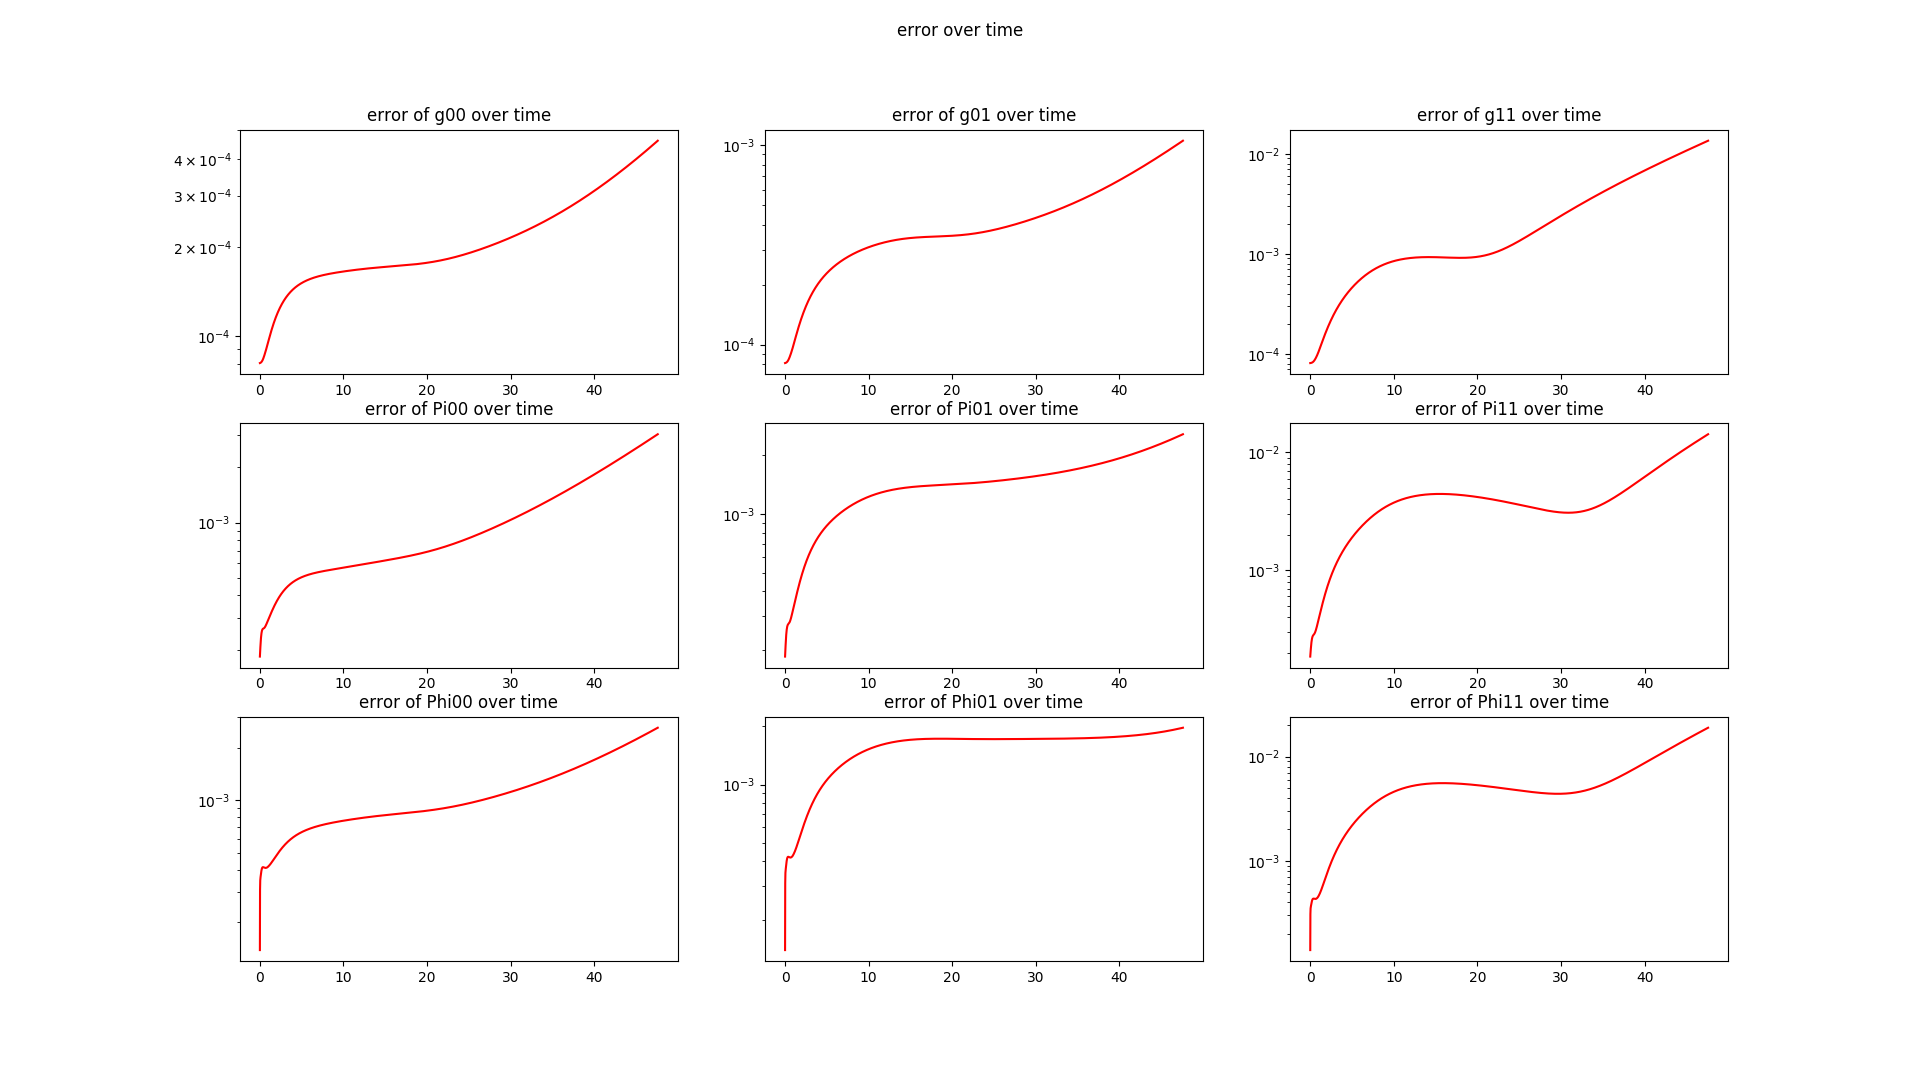 error over time
error of g00 over time
4 × 10⁻⁴
3 × 10⁻⁴
2 × 10⁻⁴
10⁻⁴
0 10 20 30 40
error of g01 over time
10⁻³
10⁻⁴
0 10 20 30 40
error of g11 over time
10⁻²
10⁻³
10⁻⁴
0 10 20 30 40
error of Pi00 over time
10⁻³
0 10 20 30 40
error of Pi01 over time
10⁻³
0 10 20 30 40
error of Pi11 over time
10⁻²
10⁻³
0 10 20 30 40
error of Phi00 over time
10⁻³
0 10 20 30 40
error of Phi01 over time
10⁻³
0 10 20 30 40
error of Phi11 over time
10⁻²
10⁻³
0 10 20 30 40